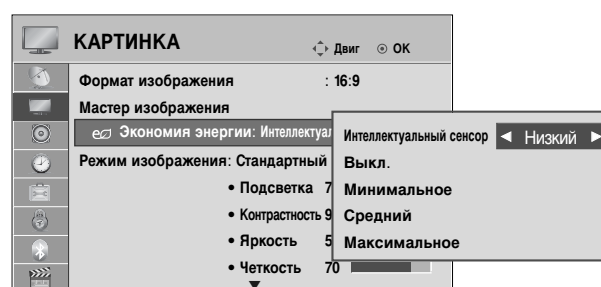 КАРТИНКА
Двиг OK
Формат изображения : 16:9
Мастер изображения
Экономия энергии: Интеллектуал
Режим изображения: Стандартный
• Подсветка 7
• Контрастность 9
• Яркость 5
• Четкость 70
Интеллектуальный сенсор ◄ Низкий ►
Выкл.
Минимальное
Средний
Максимальное